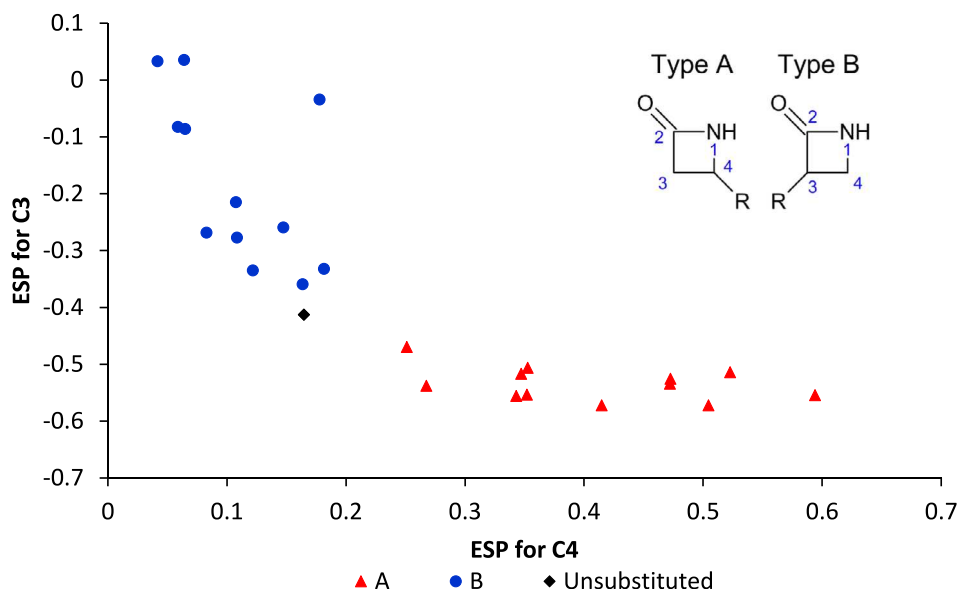 0.1
0
-0.1
-0.2
-0.3
-0.4
-0.5
-0.6
-0.7
ESP for C3
0 0.1 0.2 0.3 0.4 0.5 0.6 0.7
ESP for C4
Type A Type B
O NH 2 1 3 4 R
O NH 2 1 3 4 R
A B Unsubstituted